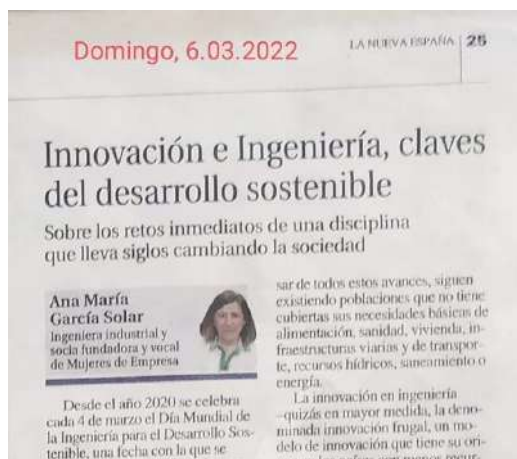 Domingo, 6.03.2022
LA NUEVA ESPAÑA | 25
Innovación e Ingeniería, claves
del desarrollo sostenible
Sobre los retos inmediatos de una disciplina
que lleva siglos cambiando la sociedad
Ana María
García Solar
Ingeniera industrial y
socia fundadora y vocal
de Mujeres de Empresa
Desde el año 2020 se celebra
cada 4 de marzo el Día Mundial de
la Ingeniería para el Desarrollo Sos-
tenible, una fecha con la que se
sar de todos estos avances, siguen
existiendo poblaciones que no tiene
cubiertas sus necesidades básicas de
alimentación, sanidad, vivienda, in-
fraestructuras viarias y de transpor-
te, recursos hídricos, saneamiento o
energía.
La innovación en ingeniería
–quizás en mayor medida, la deno-
minada innovación frugal, un mo-
delo de innovación que tiene su ori-